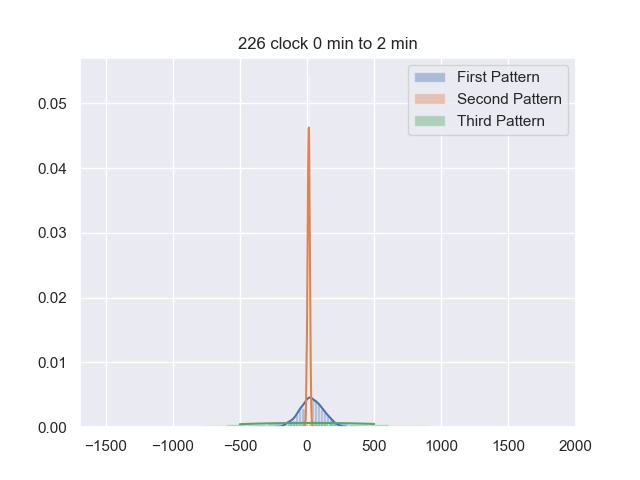 226 clock 0 min to 2 min
First Pattern
Second Pattern
Third Pattern
0.05
0.04
0.03
0.02
0.01
0.00
−1500 −1000 −500 0 500 1000 1500 2000